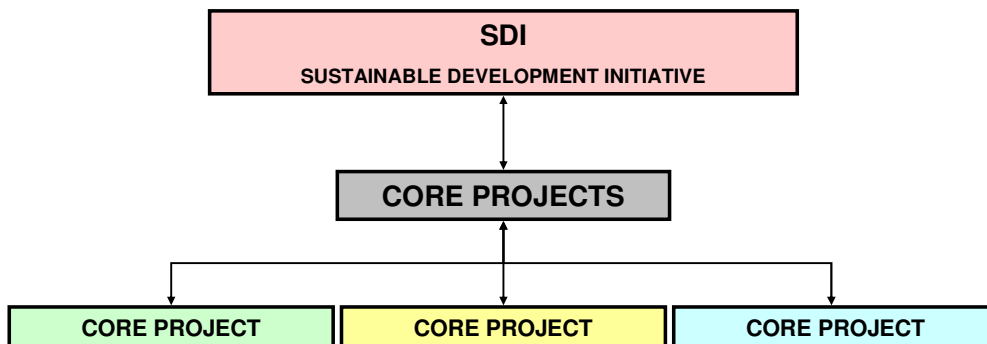 SDI
SUSTAINABLE DEVELOPMENT INITIATIVE
CORE PROJECTS
CORE PROJECT
CORE PROJECT
CORE PROJECT